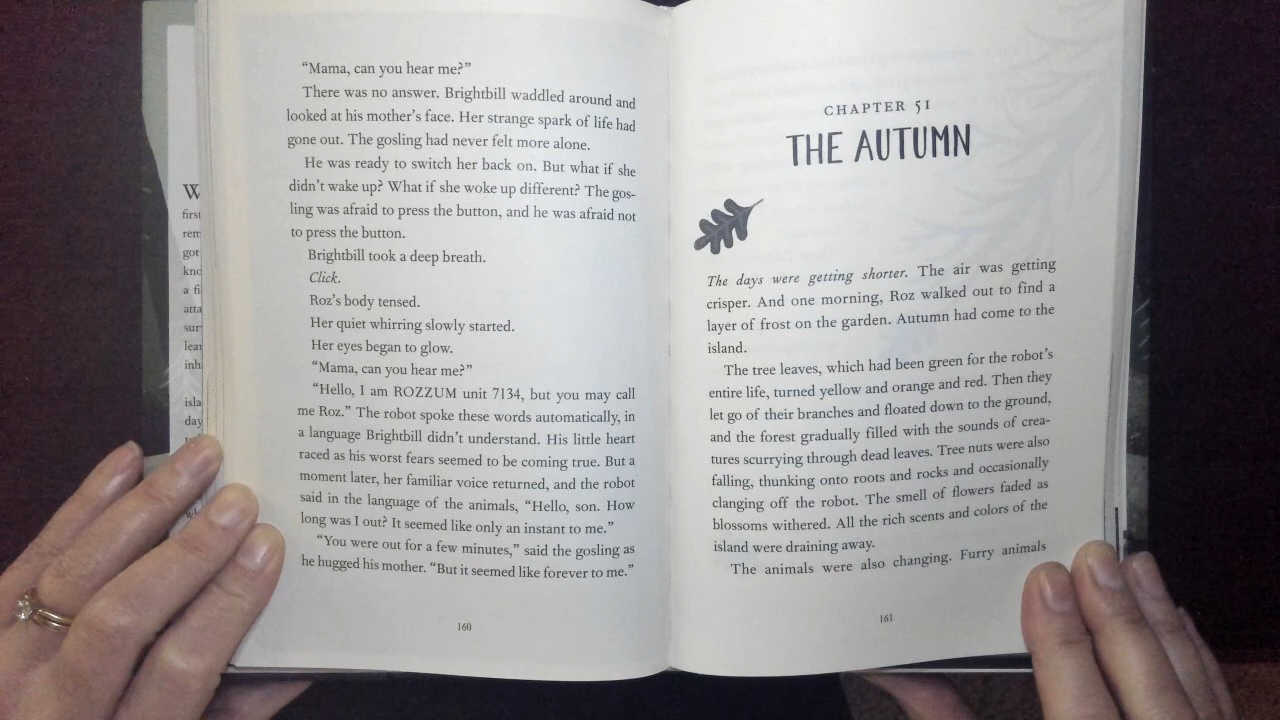 W
first
rem
got
kno
a fi
atta
sur
lear
inh
isla
day
“Mama, can you hear me?”
There was no answer. Brightbill waddled around and
looked at his mother’s face. Her strange spark of life had
gone out. The gosling had never felt more alone.
He was ready to switch her back on. But what if she
didn’t wake up? What if she woke up different? The gos-
ling was afraid to press the button, and he was afraid not
to press the button.
Brightbill took a deep breath.
Click.
Roz’s body tensed.
Her quiet whirring slowly started.
Her eyes began to glow.
“Mama, can you hear me?”
“Hello, I am ROZZUM unit 7134, but you may call
me Roz.” The robot spoke these words automatically, in
a language Brightbill didn’t understand. His little heart
raced as his worst fears seemed to be coming true. But a
moment later, her familiar voice returned, and the robot
said in the language of the animals, “Hello, son. How
long was I out? It seemed like only an instant to me.”
“You were out for a few minutes,” said the gosling as
he hugged his mother. “But it seemed like forever to me.”
160
CHAPTER 51
THE AUTUMN
The days were getting shorter. The air was getting
crisper. And one morning, Roz walked out to find a
layer of frost on the garden. Autumn had come to the
island.
The tree leaves, which had been green for the robot’s
entire life, turned yellow and orange and red. Then they
let go of their branches and floated down to the ground,
and the forest gradually filled with the sounds of crea-
tures scurrying through dead leaves. Tree nuts were also
falling, thunking onto roots and rocks and occasionally
clanging off the robot. The smell of flowers faded as
blossoms withered. All the rich scents and colors of the
island were draining away.
The animals were also changing. Furry animals
161